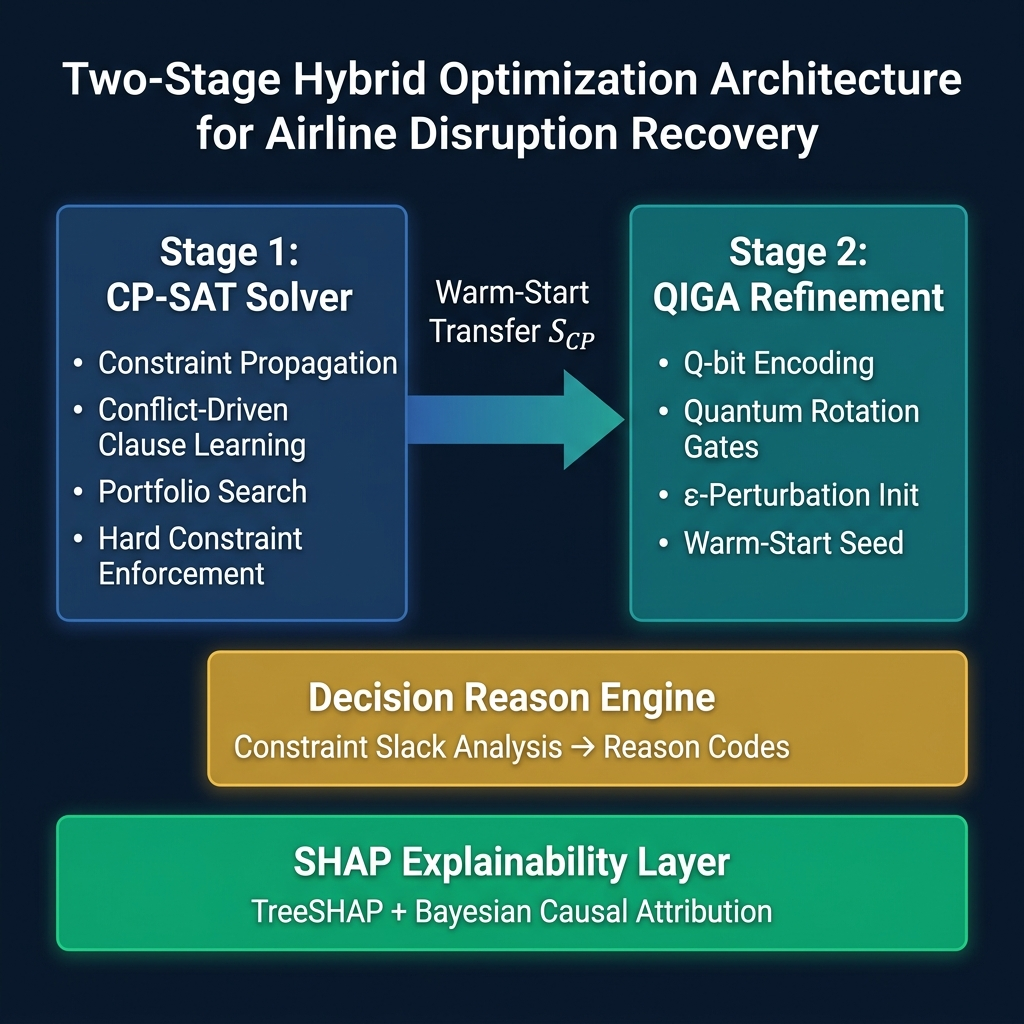 Two-Stage Hybrid Optimization Architecture
for Airline Disruption Recovery
Stage 1:
CP-SAT Solver
• Constraint Propagation
• Conflict-Driven
Clause Learning
• Portfolio Search
• Hard Constraint
Enforcement
Warm-Start
Transfer S_CP
Stage 2:
QIGA Refinement
• Q-bit Encoding
• Quantum Rotation
Gates
• ε-Perturbation Init
• Warm-Start Seed
Decision Reason Engine
Constraint Slack Analysis → Reason Codes
SHAP Explainability Layer
TreeSHAP + Bayesian Causal Attribution